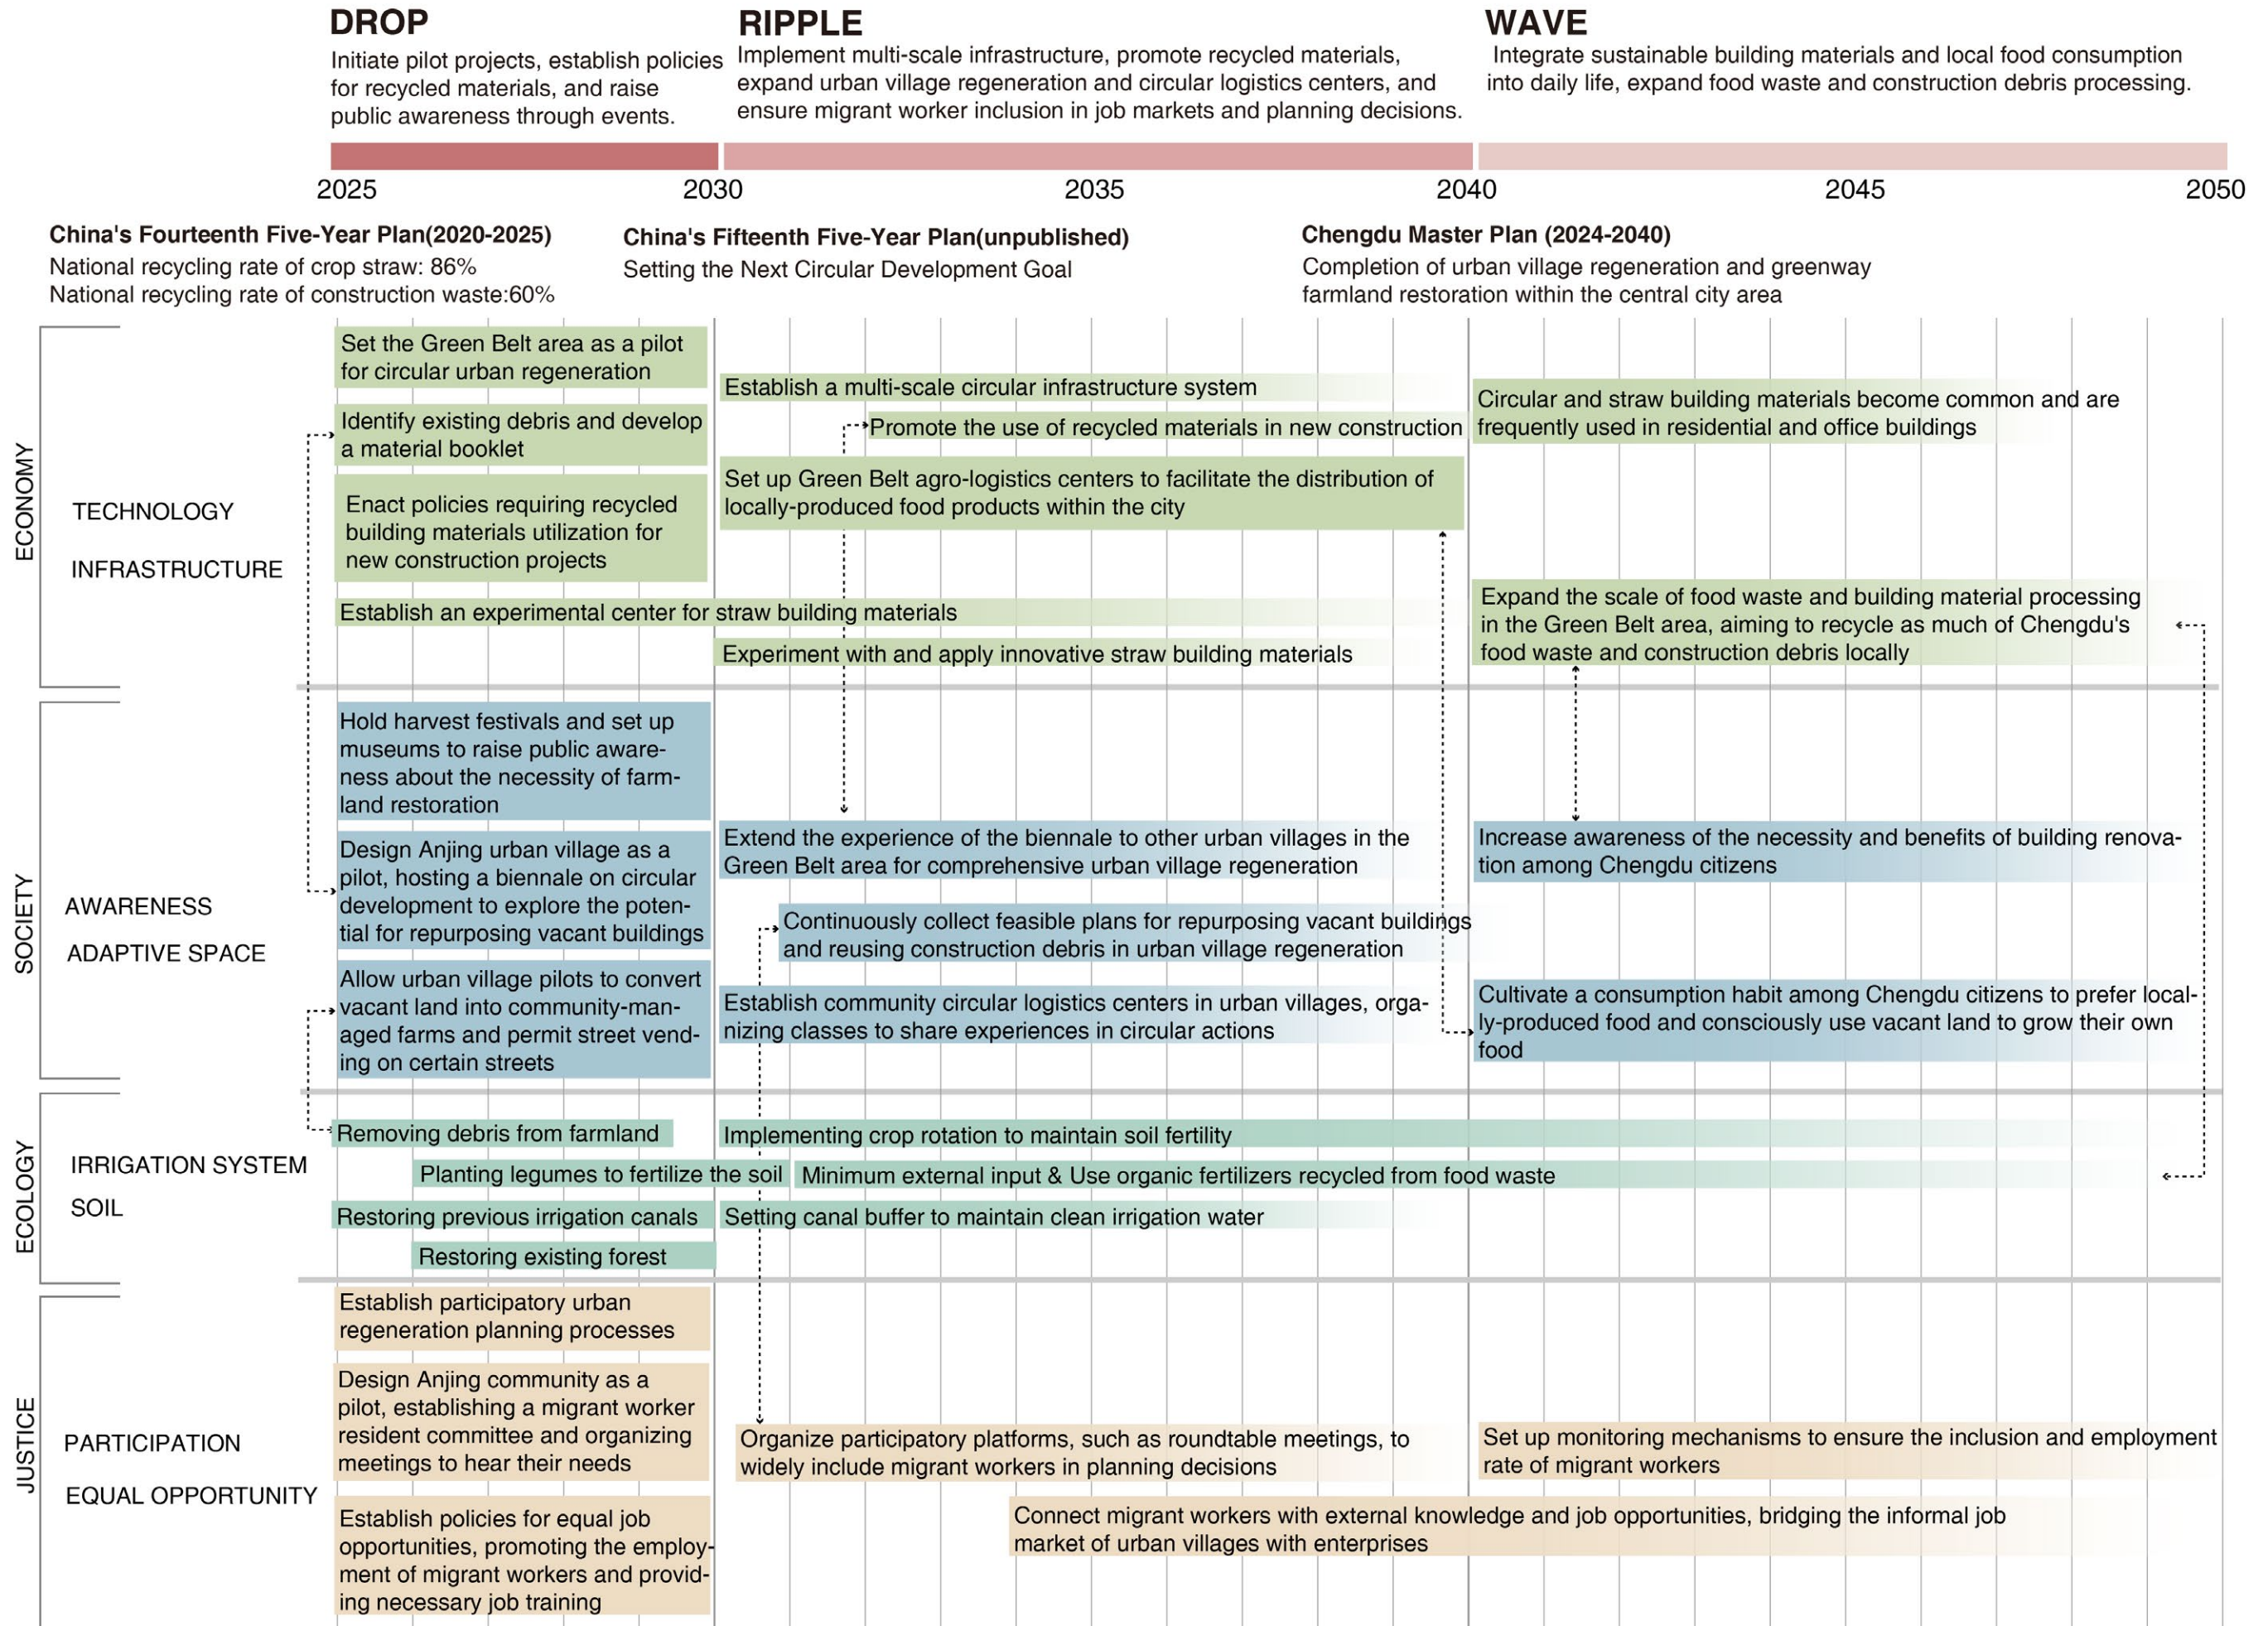 DROP
Initiate pilot projects, establish policies
for recycled materials, and raise
public awareness through events.
RIPPLE
Implement multi-scale infrastructure, promote recycled materials,
expand urban village regeneration and circular logistics centers, and
ensure migrant worker inclusion in job markets and planning decisions.
WAVE
Integrate sustainable building materials and local food consumption
into daily life, expand food waste and construction debris processing.
2025
2030
2035
2040
2045
2050
China's Fourteenth Five-Year Plan(2020-2025)
National recycling rate of crop straw: 86%
National recycling rate of construction waste:60%
China's Fifteenth Five-Year Plan(unpublished)
Setting the Next Circular Development Goal
Chengdu Master Plan (2024-2040)
Completion of urban village regeneration and greenway
farmland restoration within the central city area
ECONOMY
TECHNOLOGY
INFRASTRUCTURE
Set the Green Belt area as a pilot
for circular urban regeneration
Identify existing debris and develop
a material booklet
Enact policies requiring recycled
building materials utilization for
new construction projects
Establish an experimental center for straw building materials
Establish a multi-scale circular infrastructure system
Promote the use of recycled materials in new construction
Set up Green Belt agro-logistics centers to facilitate the distribution of
locally-produced food products within the city
Experiment with and apply innovative straw building materials
Circular and straw building materials become common and are
frequently used in residential and office buildings
Expand the scale of food waste and building material processing
in the Green Belt area, aiming to recycle as much of Chengdu's
food waste and construction debris locally
SOCIETY
AWARENESS
ADAPTIVE SPACE
Hold harvest festivals and set up
museums to raise public aware-
ness about the necessity of farm-
land restoration
Design Anjing urban village as a
pilot, hosting a biennale on circular
development to explore the poten-
tial for repurposing vacant buildings
Allow urban village pilots to convert
vacant land into community-man-
aged farms and permit street vend-
ing on certain streets
Extend the experience of the biennale to other urban villages in the
Green Belt area for comprehensive urban village regeneration
Continuously collect feasible plans for repurposing vacant buildings
and reusing construction debris in urban village regeneration
Establish community circular logistics centers in urban villages, orga-
nizing classes to share experiences in circular actions
Increase awareness of the necessity and benefits of building renova-
tion among Chengdu citizens
Cultivate a consumption habit among Chengdu citizens to prefer local-
ly-produced food and consciously use vacant land to grow their own
food
ECOLOGY
IRRIGATION SYSTEM
SOIL
Removing debris from farmland
Planting legumes to fertilize the soil
Restoring previous irrigation canals
Restoring existing forest
Implementing crop rotation to maintain soil fertility
Minimum external input & Use organic fertilizers recycled from food waste
Setting canal buffer to maintain clean irrigation water
JUSTICE
PARTICIPATION
EQUAL OPPORTUNITY
Establish participatory urban
regeneration planning processes
Design Anjing community as a
pilot, establishing a migrant worker
resident committee and organizing
meetings to hear their needs
Establish policies for equal job
opportunities, promoting the employ-
ment of migrant workers and provid-
ing necessary job training
Organize participatory platforms, such as roundtable meetings, to
widely include migrant workers in planning decisions
Connect migrant workers with external knowledge and job opportunities, bridging the informal job
market of urban villages with enterprises
Set up monitoring mechanisms to ensure the inclusion and employment
rate of migrant workers